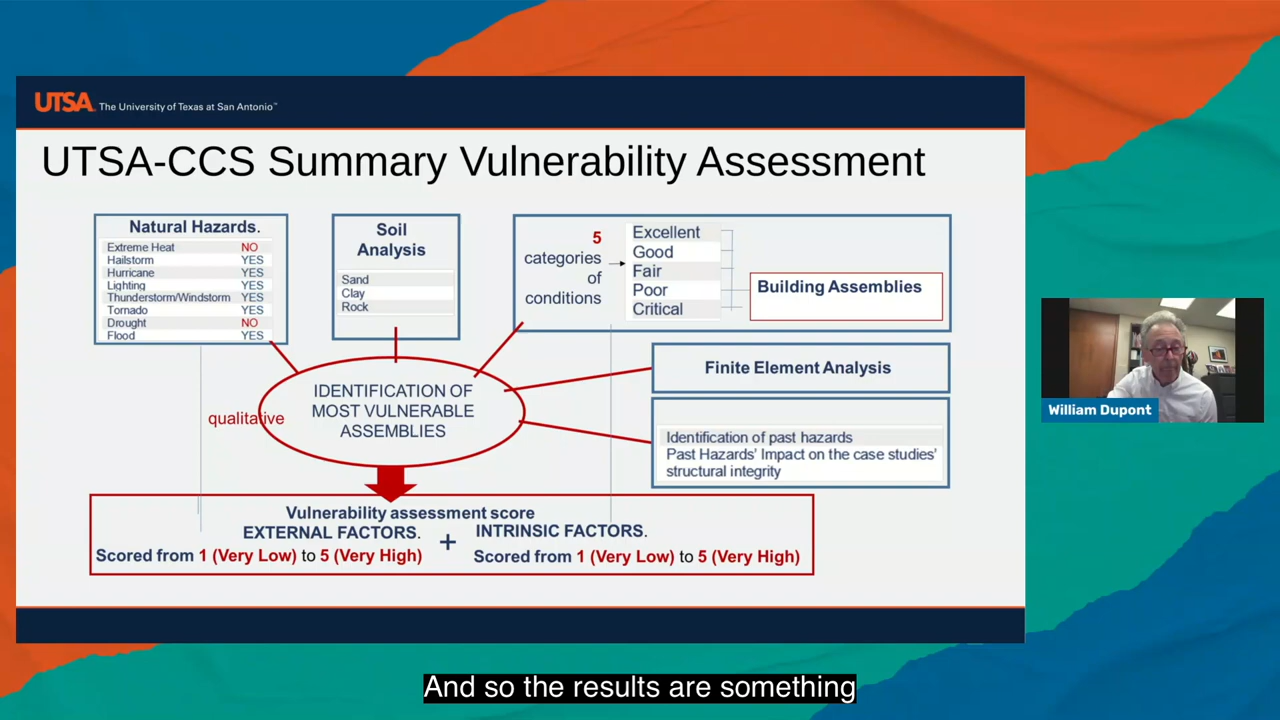 UTSA The University of Texas at San Antonio™
UTSA-CCS Summary Vulnerability Assessment
Natural Hazards.
Extreme Heat NO
Hailstorm YES
Hurricane YES
Lighting YES
Thunderstorm/Windstorm YES
Tornado YES
Drought NO
Flood YES
Soil
Analysis
Sand
Clay
Rock
5
categories
of
conditions
Excellent
Good
Fair
Poor
Critical
Building Assemblies
Finite Element Analysis
Identification of past hazards
Past Hazards' Impact on the case studies'
structural integrity
qualitative
IDENTIFICATION OF
MOST VULNERABLE
ASSEMBLIES
Vulnerability assessment score
EXTERNAL FACTORS. + INTRINSIC FACTORS.
Scored from 1 (Very Low) to 5 (Very High) Scored from 1 (Very Low) to 5 (Very High)
William Dupont
And so the results are something